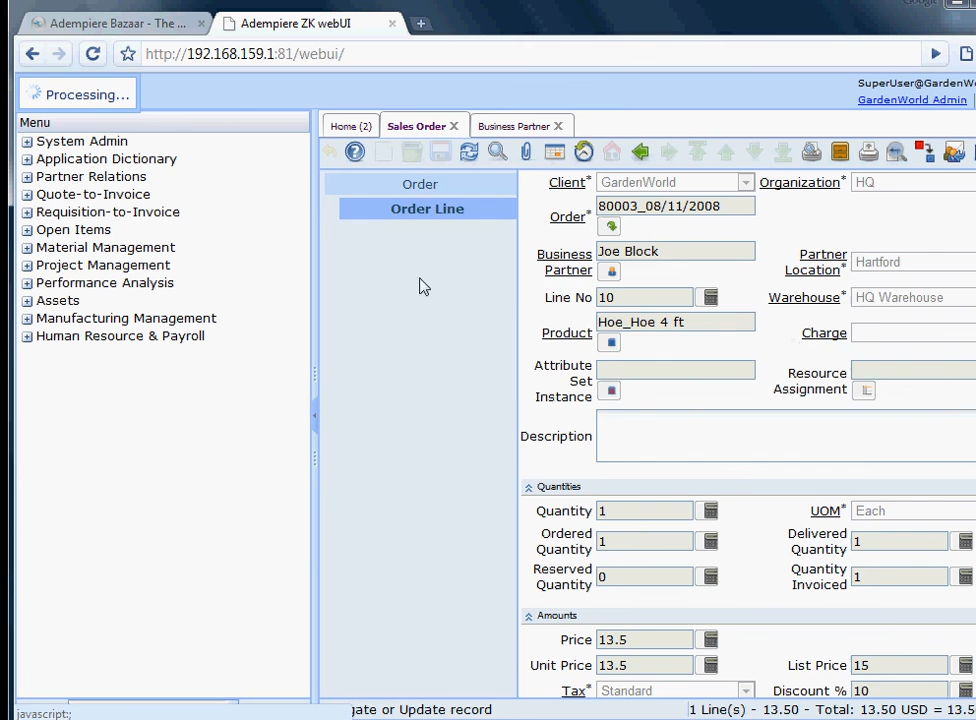 Adempiere Bazaar - The ...
Adempiere ZK webUI
http://192.168.159.1:81/webui/
Processing...
SuperUser@GardenWo
GardenWorld Admin
Menu
System Admin
Application Dictionary
Partner Relations
Quote-to-Invoice
Requisition-to-Invoice
Open Items
Material Management
Project Management
Performance Analysis
Assets
Manufacturing Management
Human Resource & Payroll
Home (2)
Sales Order
Business Partner
Order
Order Line
Client* GardenWorld Organization* HQ
Order* 80003_08/11/2008
Business Partner Joe Block Partner Location* Hartford
Line No 10 Warehouse* HQ Warehouse
Product Hoe_Hoe 4 ft Charge
Attribute Set Instance Resource Assignment
Description
Quantities
Quantity 1 UOM* Each
Ordered Quantity 1 Delivered Quantity 1
Reserved Quantity 0 Quantity Invoiced 1
Amounts
Price 13.5
Unit Price 13.5 List Price 15
Tax* Standard Discount % 10
javascript:;
gate or Update record
1 Line(s) - 13.50 - Total: 13.50 USD = 13.5